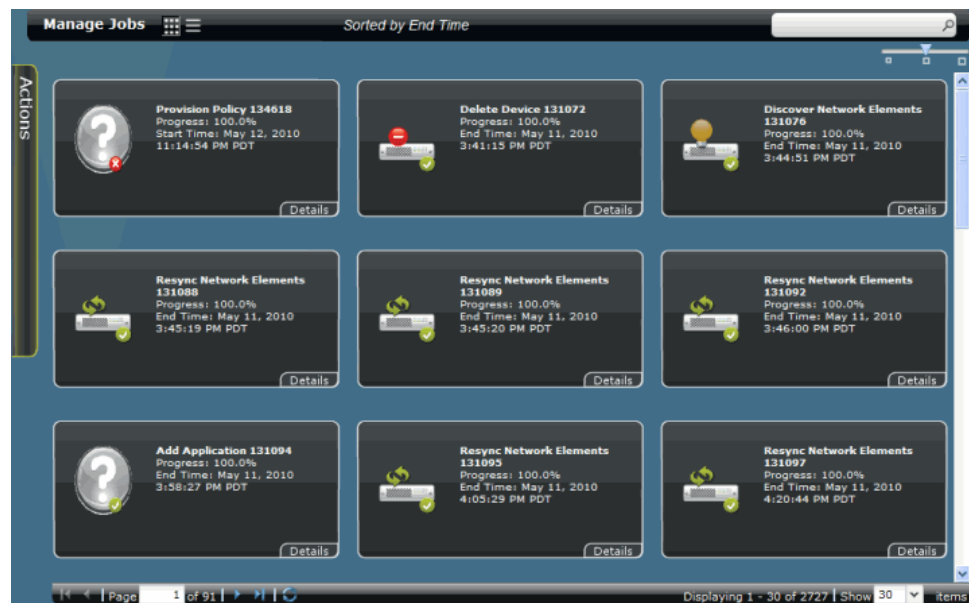 Manage Jobs
Sorted by End Time
Actions
Provision Policy 134618
Progress: 100.0%
Start Time: May 12, 2010
11:14:54 PM PDT
Details
Delete Device 131072
Progress: 100.0%
End Time: May 11, 2010
3:41:15 PM PDT
Details
Discover Network Elements
131076
Progress: 100.0%
End Time: May 11, 2010
3:44:51 PM PDT
Details
Resync Network Elements
131088
Progress: 100.0%
End Time: May 11, 2010
3:45:19 PM PDT
Details
Resync Network Elements
131089
Progress: 100.0%
End Time: May 11, 2010
3:45:20 PM PDT
Details
Resync Network Elements
131092
Progress: 100.0%
End Time: May 11, 2010
3:46:00 PM PDT
Details
Add Application 131094
Progress: 100.0%
End Time: May 11, 2010
3:58:27 PM PDT
Details
Resync Network Elements
131095
Progress: 100.0%
End Time: May 11, 2010
4:05:29 PM PDT
Details
Resync Network Elements
131097
Progress: 100.0%
End Time: May 11, 2010
4:20:44 PM PDT
Details
Page 1 of 91
Displaying 1 - 30 of 2727 Show 30 items